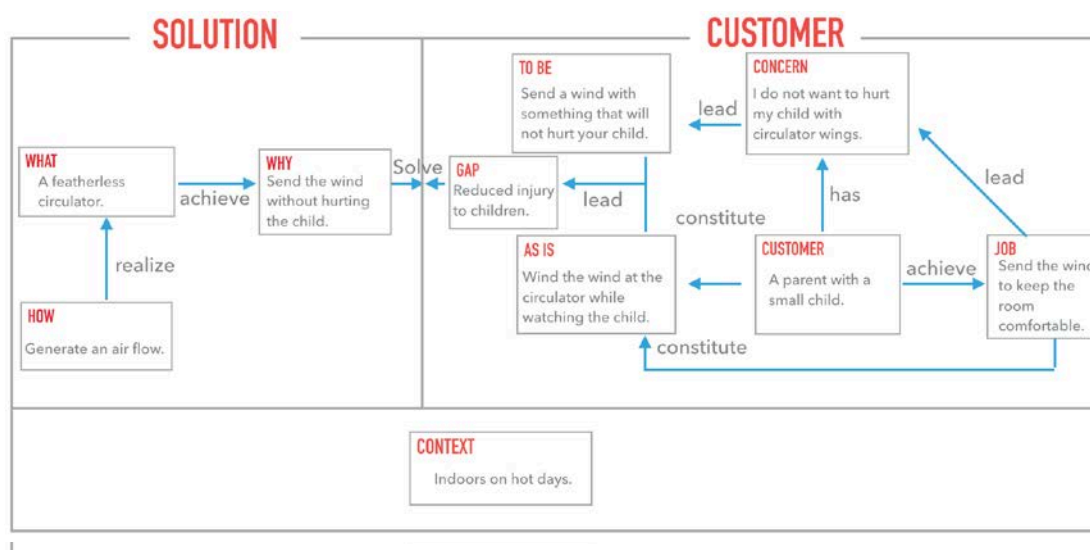 SOLUTION
CUSTOMER
WHAT
A featherless
circulator.
achieve
WHY
Send the wind
without hurting
the child.
Solve
realize
HOW
Generate an air flow.
TO BE
Send a wind with
something that will
not hurt your child.
lead
CONCERN
I do not want to hurt
my child with
circulator wings.
GAP
Reduced injury
to children.
lead
constitute
has
lead
AS IS
Wind the wind at the
circulator while
watching the child.
CUSTOMER
A parent with a
small child.
achieve
JOB
Send the wind
to keep the
room
comfortable.
constitute
CONTEXT
Indoors on hot days.